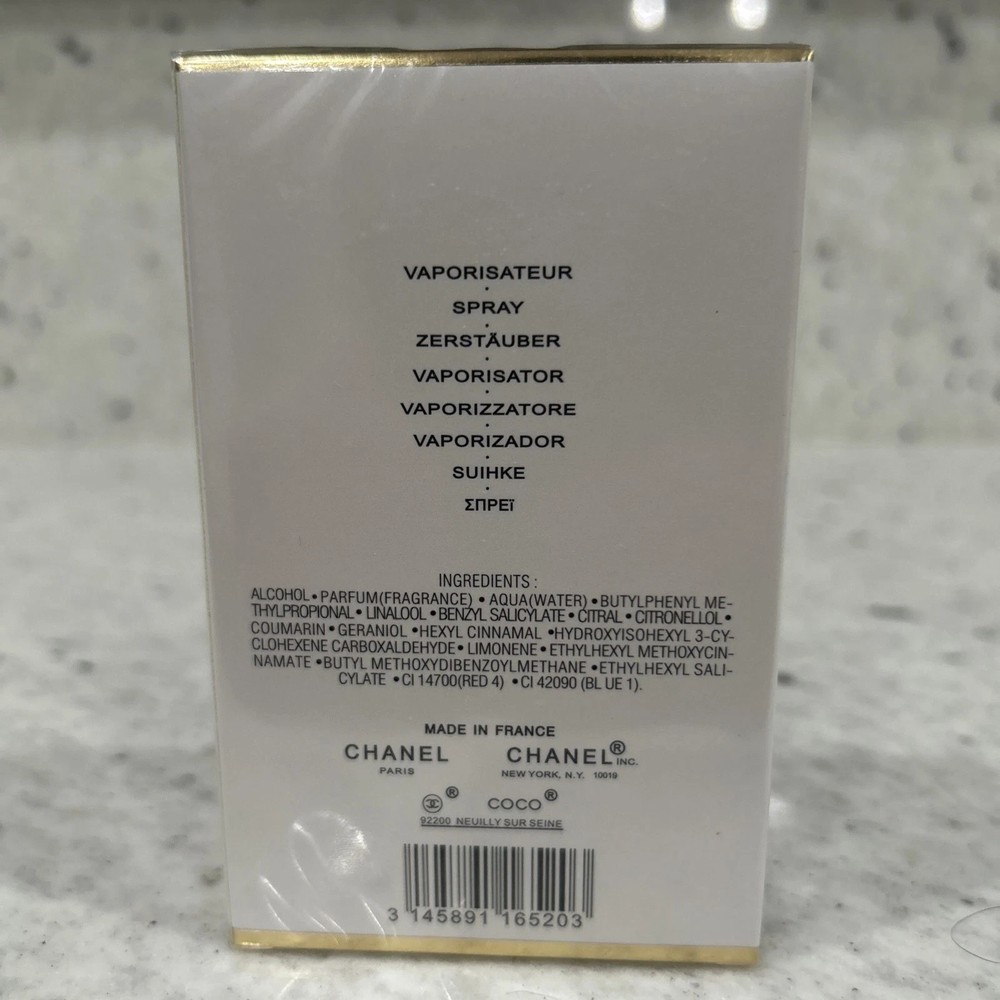 VAPORISATEUR
SPRAY
ZERSTÄUBER
VAPORISATOR
VAPORIZZATORE
VAPORIZADOR
SUIHKE
ΣΠΡΕΪ
INGREDIENTS :
ALCOHOL • PARFUM(FRAGRANCE) • AQUA(WATER) • BUTYLPHENYL ME-
THYLPROPIONAL • LINALOOL • BENZYL SALICYLATE • CITRAL • CITRONELLOL •
COUMARIN • GERANIOL •HEXYL CINNAMAL •HYDROXYISOHEXYL 3-CY-
CLOHEXENE CARBOXALDEHYDE• LIMONENE • ETHYLHEXYL METHOXYCIN-
NAMATE •BUTYL METHOXYDIBENZOYLMETHANE •ETHYLHEXYL SALI-
CYLATE •CI 14700(RED 4) •CI 42090 (BL UE 1).
MADE IN FRANCE
CHANEL CHANEL® INC.
PARIS NEW YORK, N.Y. 10019
® COCO®
92200 NEUILLY SUR SEINE
3 145891 165203